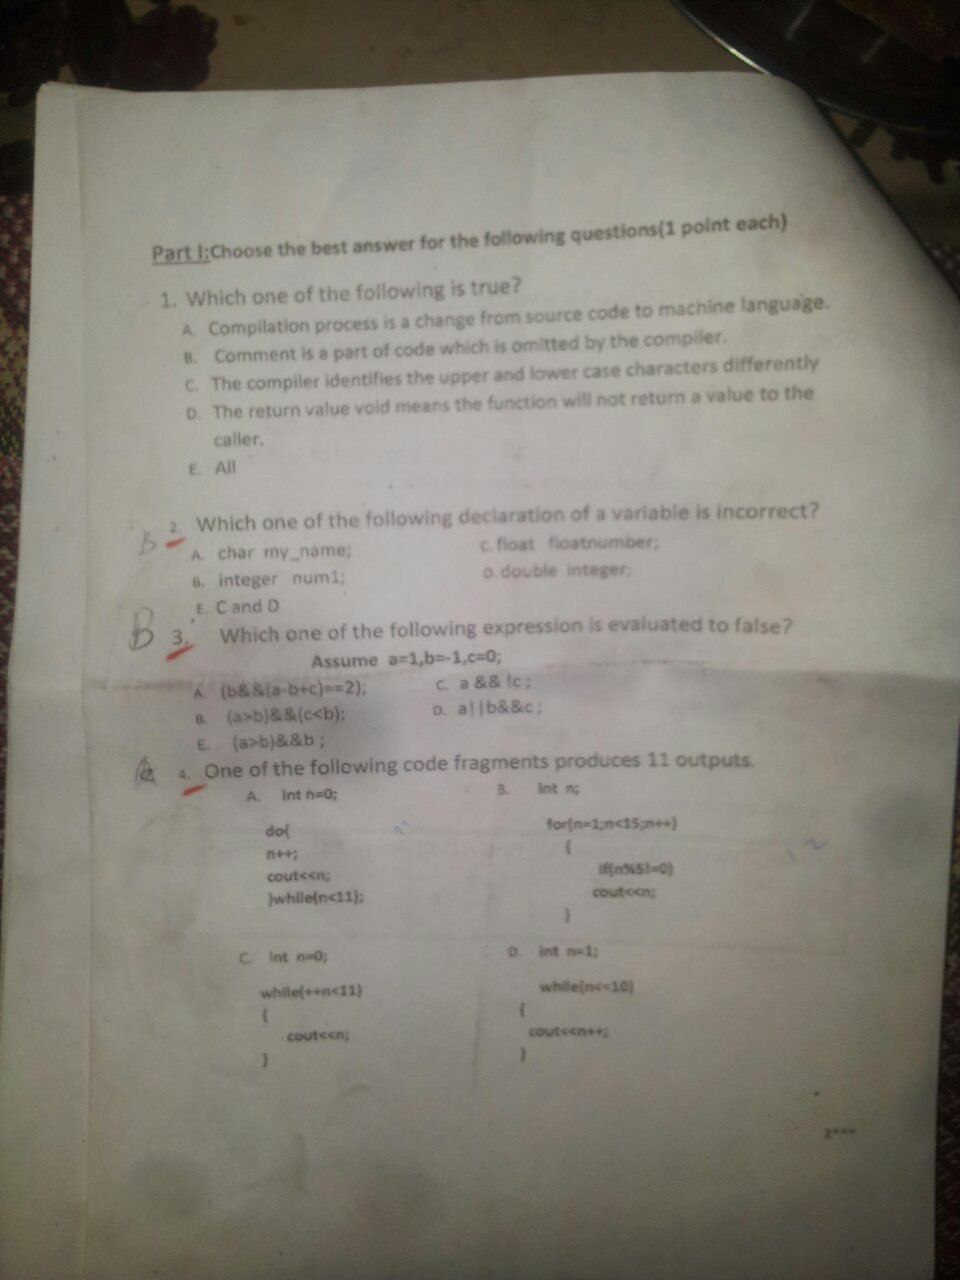 Part I:Choose the best answer for the following questions(1 point each)
1. Which one of the following is true?
A. Compilation process is a change from source code to machine language.
B. Comment is a part of code which is omitted by the compiler.
C. The compiler identifies the upper and lower case characters differently
D. The return value void means the function will not return a value to the
caller.
E. All
B 2. Which one of the following declaration of a variable is incorrect?
A. char my_name; C. float floatnumber;
B. integer num1; D. double integer;
E. C and D
B 3. Which one of the following expression is evaluated to false?
Assume a=1,b=-1,c=0;
A. (b&&(a-b+c)==2); C. a && !c ;
B. (a>b)&&(c<b); D. a||b&&c ;
E. (a>b)&&b ;
4. One of the following code fragments produces 11 outputs.
A. int n=0; B. int n;
do{ for(n=1;n<15;n++)
n++; {
cout<<n; if(n%5!=0)
}while(n<11); cout<<n;
}
C. int n=0; D. int n=1;
while(++n<11) while(n<=10)
{ {
cout<<n; cout<<n++;
} }